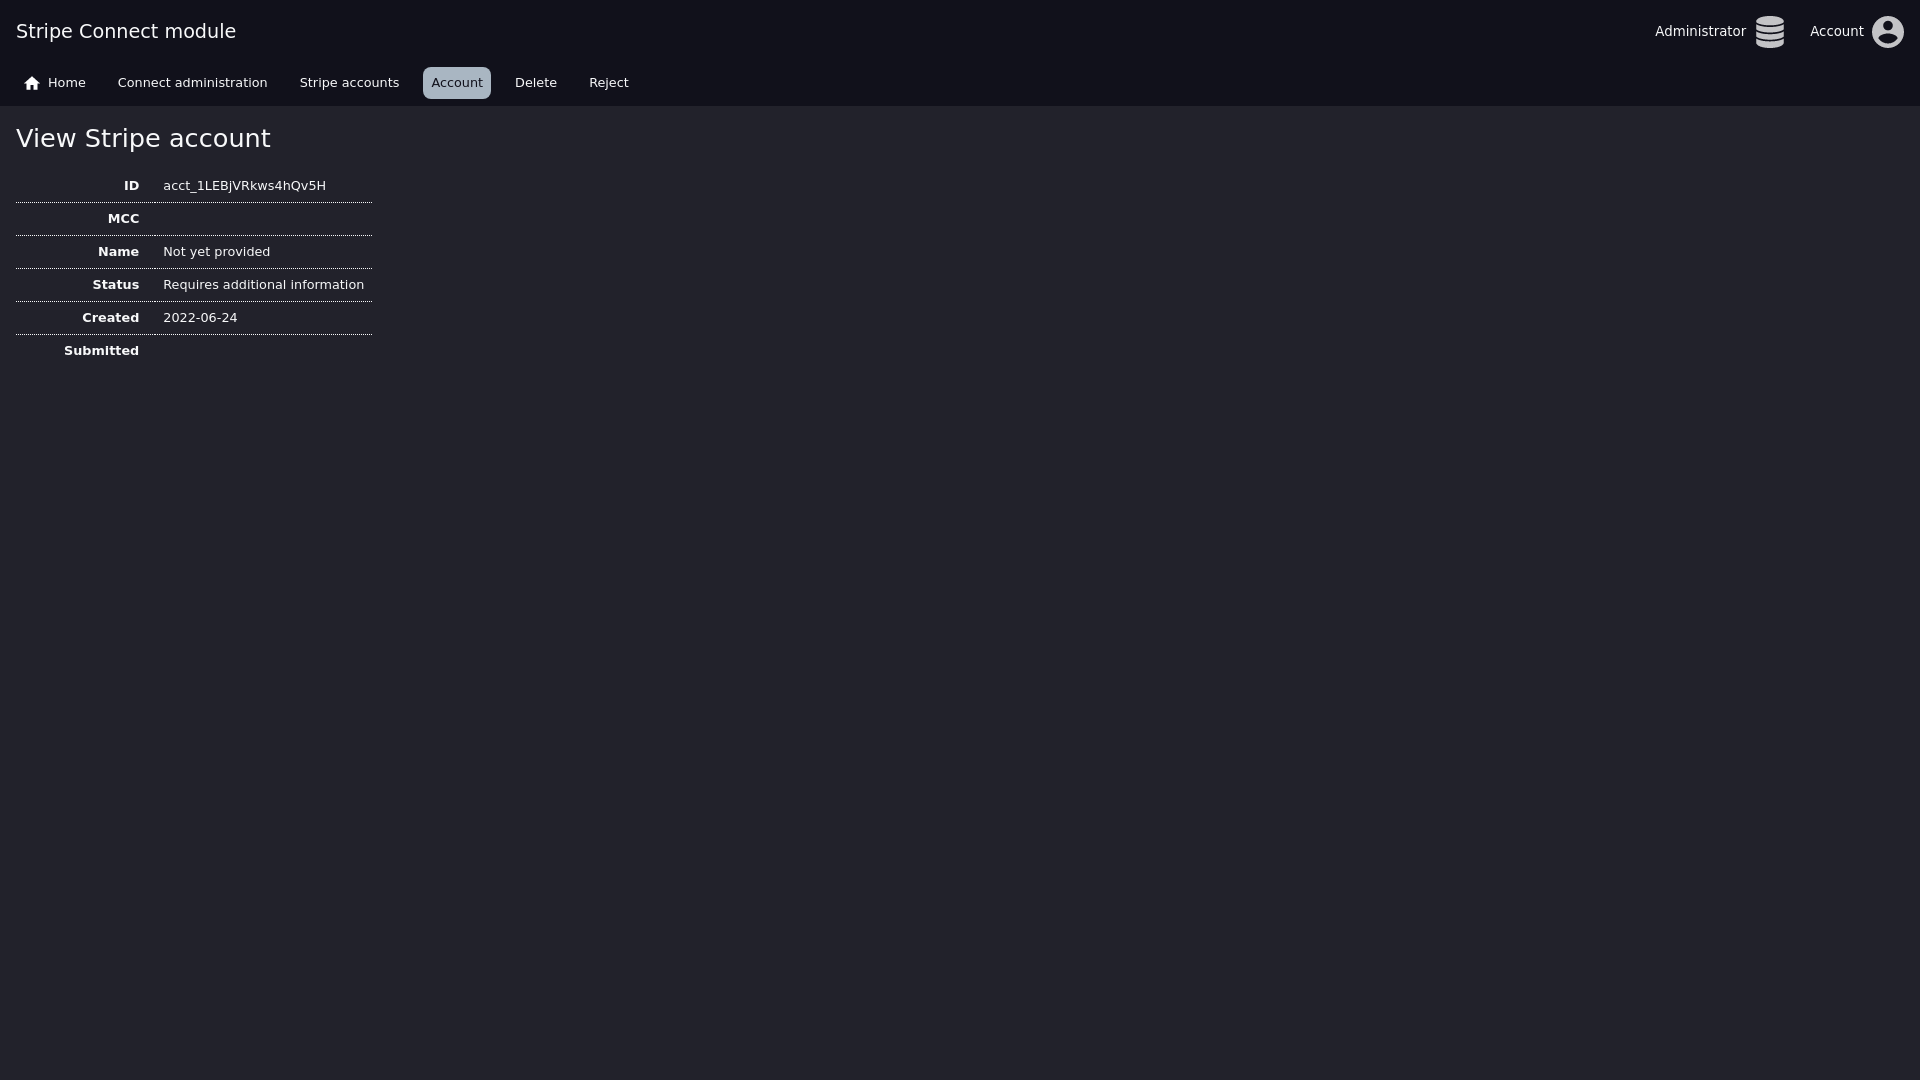 Stripe Connect module
Administrator
Account
Home
Connect administration
Stripe accounts
Account
Delete
Reject
View Stripe account
ID acct_1LEBjVRkws4hQv5H
MCC
Name Not yet provided
Status Requires additional information
Created 2022-06-24
Submitted